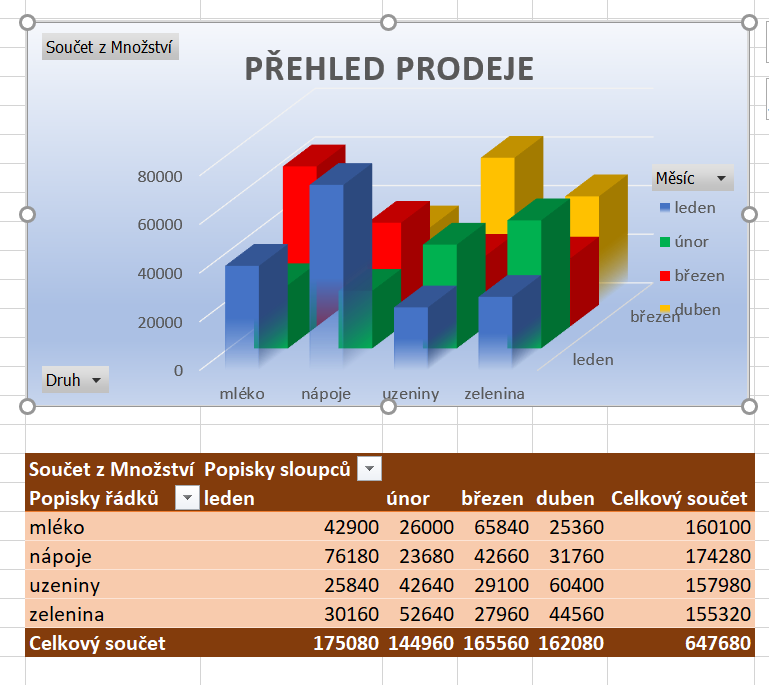 Součet z Množství
PŘEHLED PRODEJE
80000
60000
40000
20000
0
mléko nápoje uzeniny zelenina
leden
březen
Měsíc
leden
únor
březen
duben
Druh
Součet z Množství Popisky sloupců
Popisky řádků leden únor březen duben Celkový součet
mléko 42900 26000 65840 25360 160100
nápoje 76180 23680 42660 31760 174280
uzeniny 25840 42640 29100 60400 157980
zelenina 30160 52640 27960 44560 155320
Celkový součet 175080 144960 165560 162080 647680